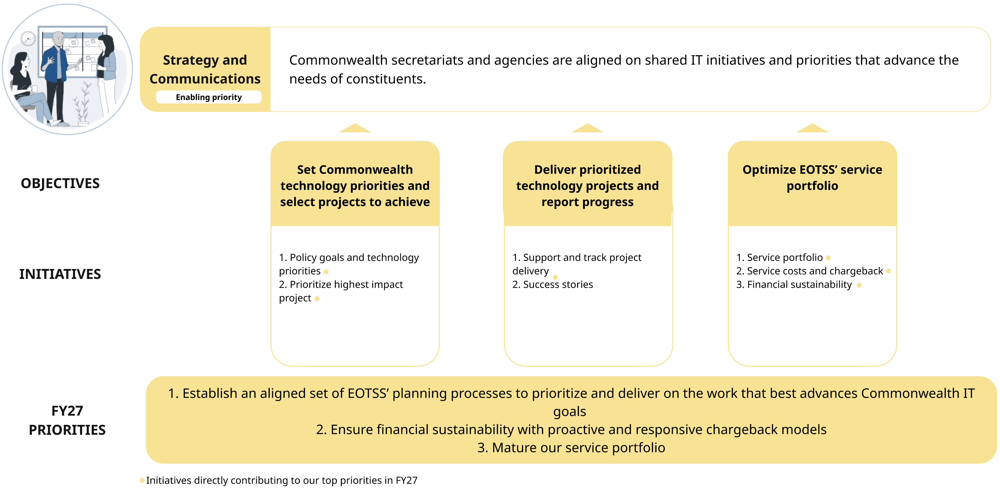 Strategy and
Communications
Enabling priority
Commonwealth secretariats and agencies are aligned on shared IT initiatives and priorities that advance the
needs of constituents.
OBJECTIVES
Set Commonwealth
technology priorities and
select projects to achieve
Deliver prioritized
technology projects and
report progress
Optimize EOTSS’ service
portfolio
INITIATIVES
1. Policy goals and technology
priorities
2. Prioritize highest impact
project
1. Support and track project
delivery
2. Success stories
1. Service portfolio
2. Service costs and chargeback
3. Financial sustainability
FY27
PRIORITIES
1. Establish an aligned set of EOTSS’ planning processes to prioritize and deliver on the work that best advances Commonwealth IT
goals
2. Ensure financial sustainability with proactive and responsive chargeback models
3. Mature our service portfolio
Initiatives directly contributing to our top priorities in FY27